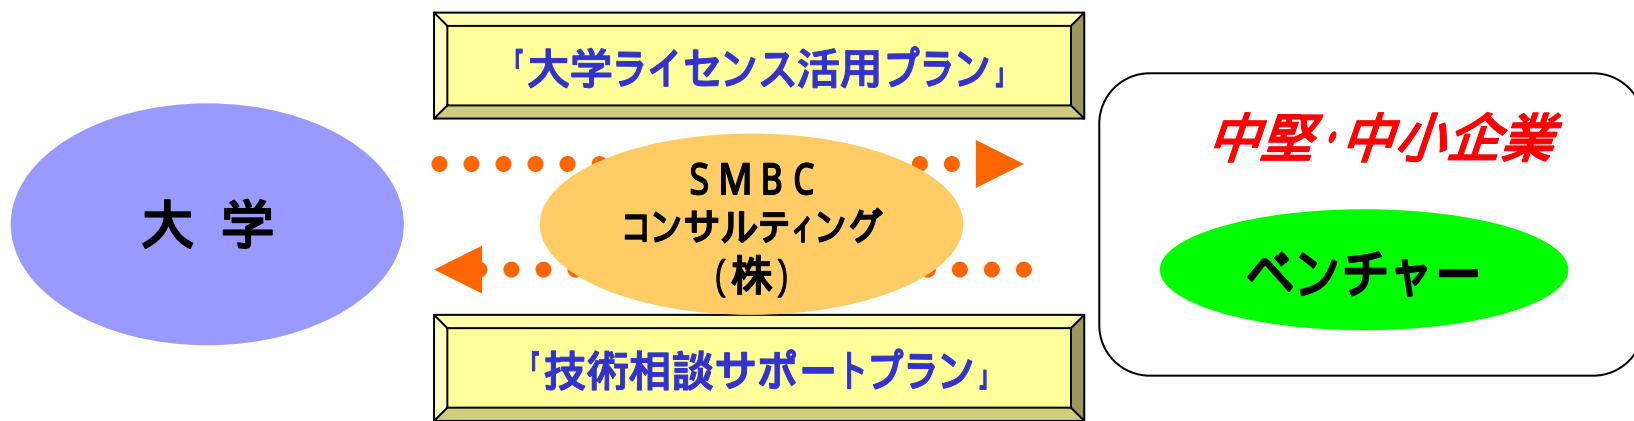 「大学ライセンス活用プラン」
大 学
ＳＭＢＣ
コンサルティング
(株)
中堅・中小企業
ベンチャー
「技術相談サポートプラン」